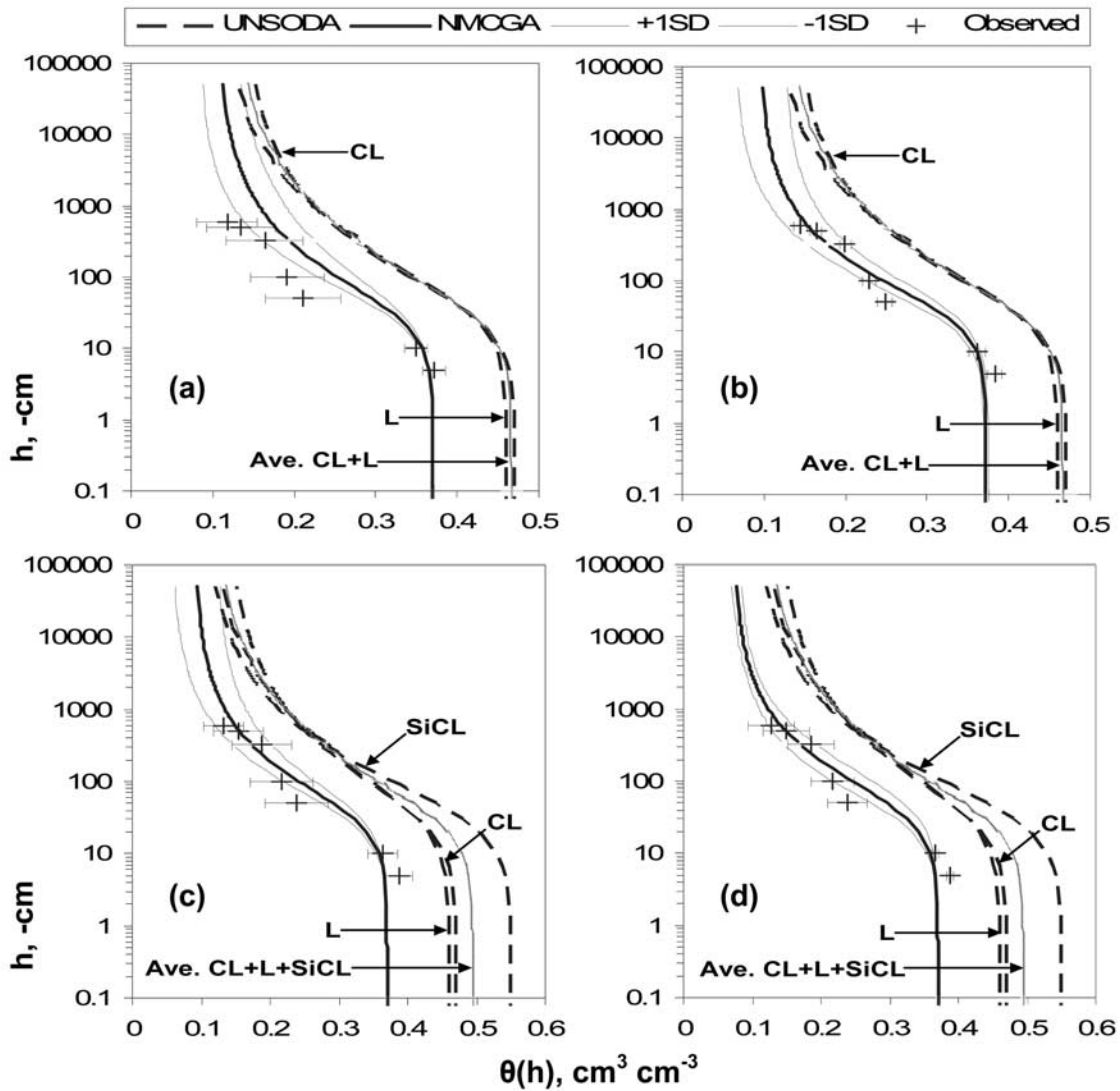 UNSODA NMCGA +1SD -1SD Observed
100000
10000
1000
100
10
1
0.1
0 0.1 0.2 0.3 0.4 0.5
CL
(a)
L
Ave. CL+L
h, -cm
100000
10000
1000
100
10
1
0.1
0 0.1 0.2 0.3 0.4 0.5
CL
(b)
L
Ave. CL+L
100000
10000
1000
100
10
1
0.1
0 0.1 0.2 0.3 0.4 0.5 0.6
SiCL
CL
(c)
L
Ave. CL+L+SiCL
h, -cm
100000
10000
1000
100
10
1
0.1
0 0.1 0.2 0.3 0.4 0.5 0.6
SiCL
CL
(d)
L
Ave. CL+L+SiCL
θ(h), cm³ cm⁻³